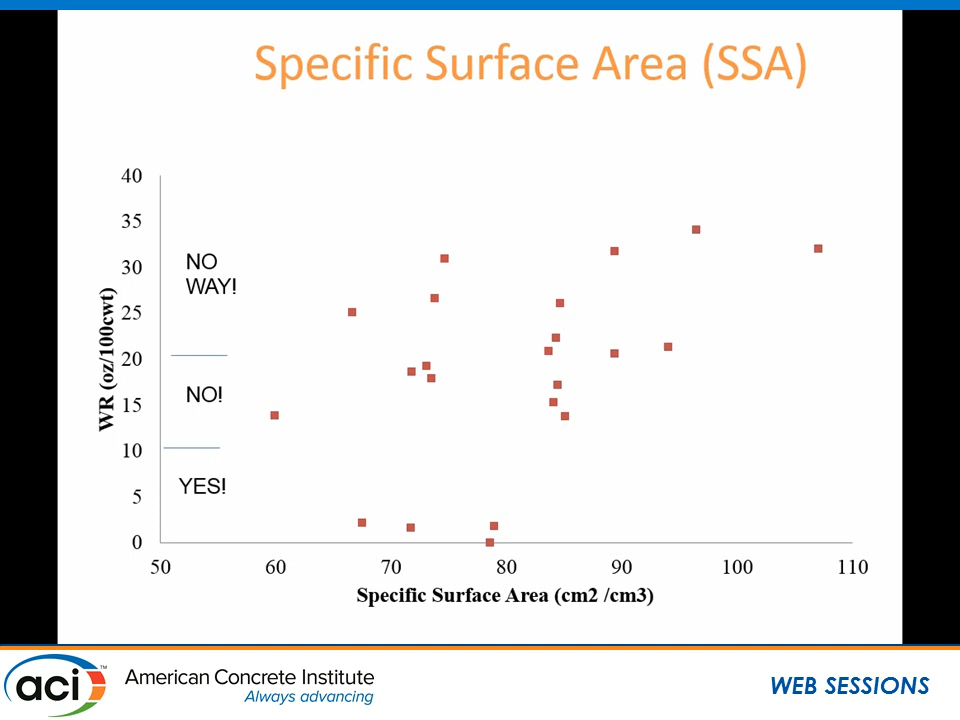 Specific Surface Area (SSA)
40
35
30
25
20
15
10
5
0
NO
WAY!
NO!
YES!
WR (oz/100cwt)
50 60 70 80 90 100 110
Specific Surface Area (cm2 /cm3)
aci™
American Concrete Institute
Always advancing
WEB SESSIONS